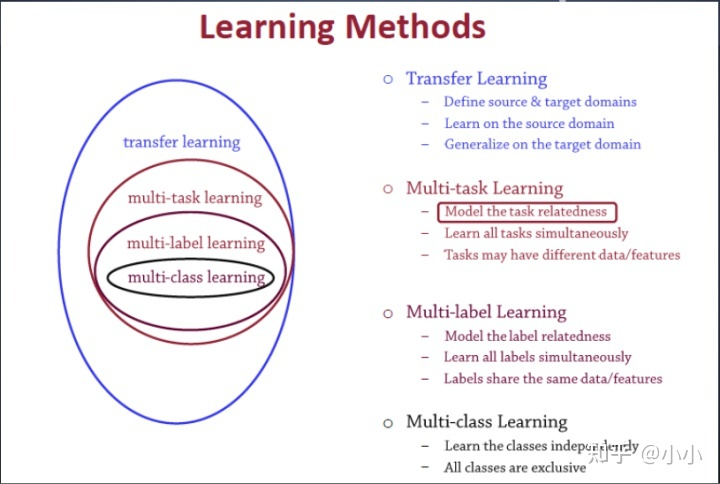 Learning Methods
transfer learning
multi-task learning
multi-label learning
multi-class learning
○ Transfer Learning
– Define source & target domains
– Learn on the source domain
– Generalize on the target domain
○ Multi-task Learning
– Model the task relatedness
– Learn all tasks simultaneously
– Tasks may have different data/features
○ Multi-label Learning
– Model the label relatedness
– Learn all labels simultaneously
– Labels share the same data/features
○ Multi-class Learning
– Learn the classes independently
– All classes are exclusive
知乎 @小小